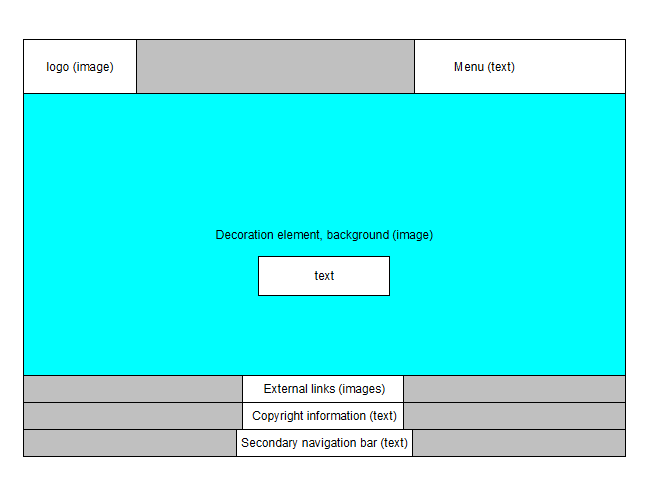 logo (image)
Menu (text)
Decoration element, background (image)
text
External links (images)
Copyright information (text)
Secondary navigation bar (text)